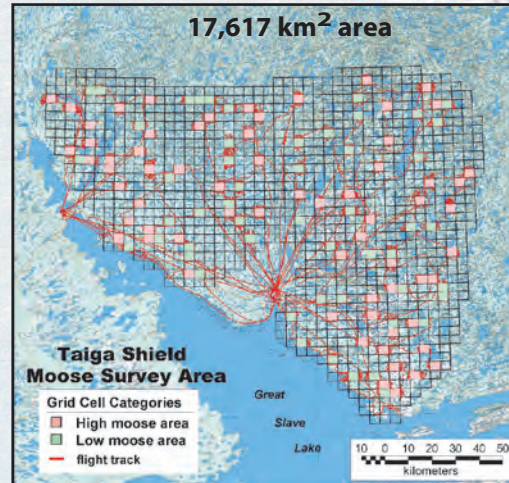 17,617 km² area
Taiga Shield
Moose Survey Area
Grid Cell Categories
High moose area
Low moose area
flight track
Great
Slave
Lake
10 0 10 20 30 40 50
kilometers